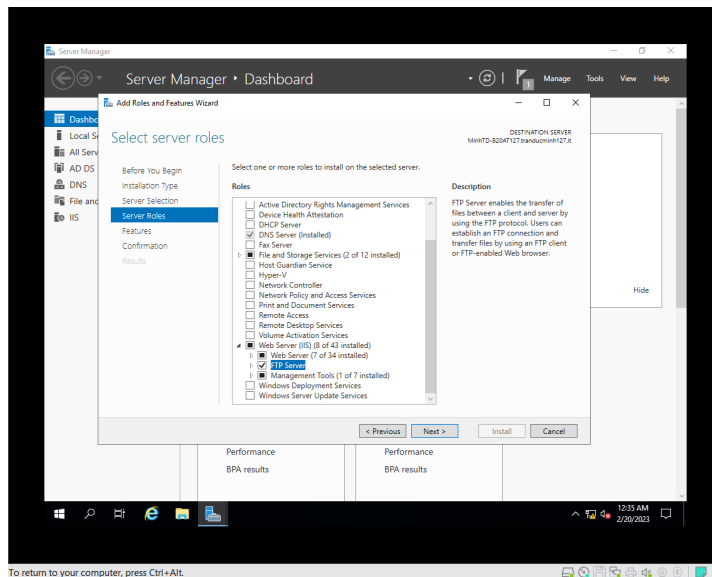 Server Manager
Server Manager • Dashboard
1
Manage Tools View Help
Add Roles and Features Wizard
Dashbo
Local Se
All Serv
AD DS
DNS
File and
IIS
Select server roles
DESTINATION SERVER
MinhTD-B20AT127.tranducminh127.it
Before You Begin
Installation Type
Server Selection
Server Roles
Features
Confirmation
Results
Select one or more roles to install on the selected server.
Roles
Active Directory Rights Management Services
Device Health Attestation
DHCP Server
DNS Server (Installed)
Fax Server
File and Storage Services (2 of 12 installed)
Host Guardian Service
Hyper-V
Network Controller
Network Policy and Access Services
Print and Document Services
Remote Access
Remote Desktop Services
Volume Activation Services
Web Server (IIS) (8 of 43 installed)
Web Server (7 of 34 installed)
FTP Server
Management Tools (1 of 7 installed)
Windows Deployment Services
Windows Server Update Services
Description
FTP Server enables the transfer of
files between a client and server by
using the FTP protocol. Users can
establish an FTP connection and
transfer files by using an FTP client
or FTP-enabled Web browser.
Hide
< Previous Next > Install Cancel
Performance Performance
BPA results BPA results
12:35 AM
2/20/2023
To return to your computer, press Ctrl+Alt.